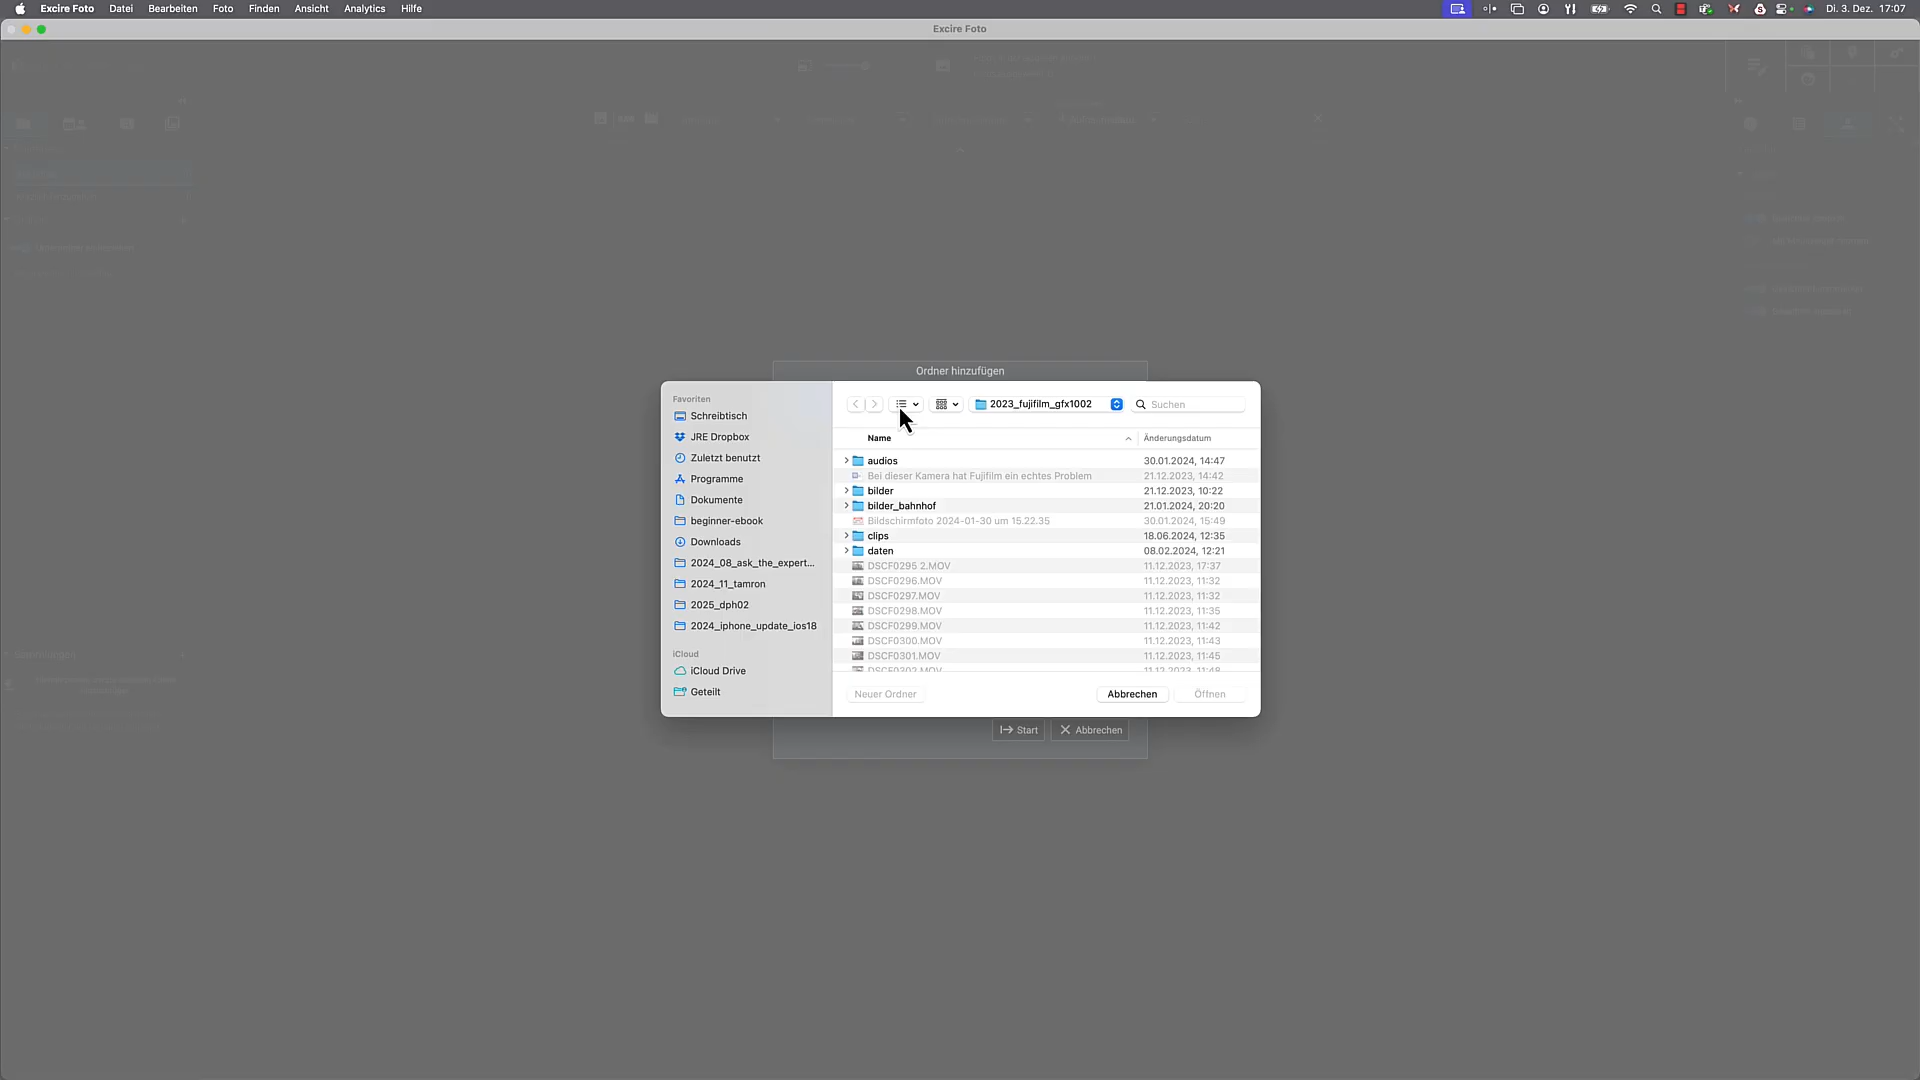 Excire Foto Datei Bearbeiten Foto Finden Ansicht Analytics Hilfe Di. 3. Dez. 17:07
Excire Foto
Ordner hinzufügen
Favoriten
Schreibtisch
JRE Dropbox
Zuletzt benutzt
Programme
Dokumente
beginner-ebook
Downloads
2024_08_ask_the_expert...
2024_11_tamron
2025_dph02
2024_iphone_update_ios18
iCloud
iCloud Drive
Geteilt
2023_fujifilm_gfx1002 Suchen
Name Änderungsdatum
audios 30.01.2024, 14:47
Bei dieser Kamera hat Fujifilm ein echtes Problem 21.12.2023, 14:42
bilder 21.12.2023, 10:22
bilder_bahnhof 21.01.2024, 20:20
Bildschirmfoto 2024-01-30 um 15.22.35 30.01.2024, 15:49
clips 18.06.2024, 12:35
daten 08.02.2024, 12:21
DSCF0295 2.MOV 11.12.2023, 17:37
DSCF0296.MOV 11.12.2023, 11:32
DSCF0297.MOV 11.12.2023, 11:32
DSCF0298.MOV 11.12.2023, 11:35
DSCF0299.MOV 11.12.2023, 11:42
DSCF0300.MOV 11.12.2023, 11:43
DSCF0301.MOV 11.12.2023, 11:45
DSCF0302.MOV 11.12.2023, 11:48
Neuer Ordner Abbrechen Öffnen
Start Abbrechen